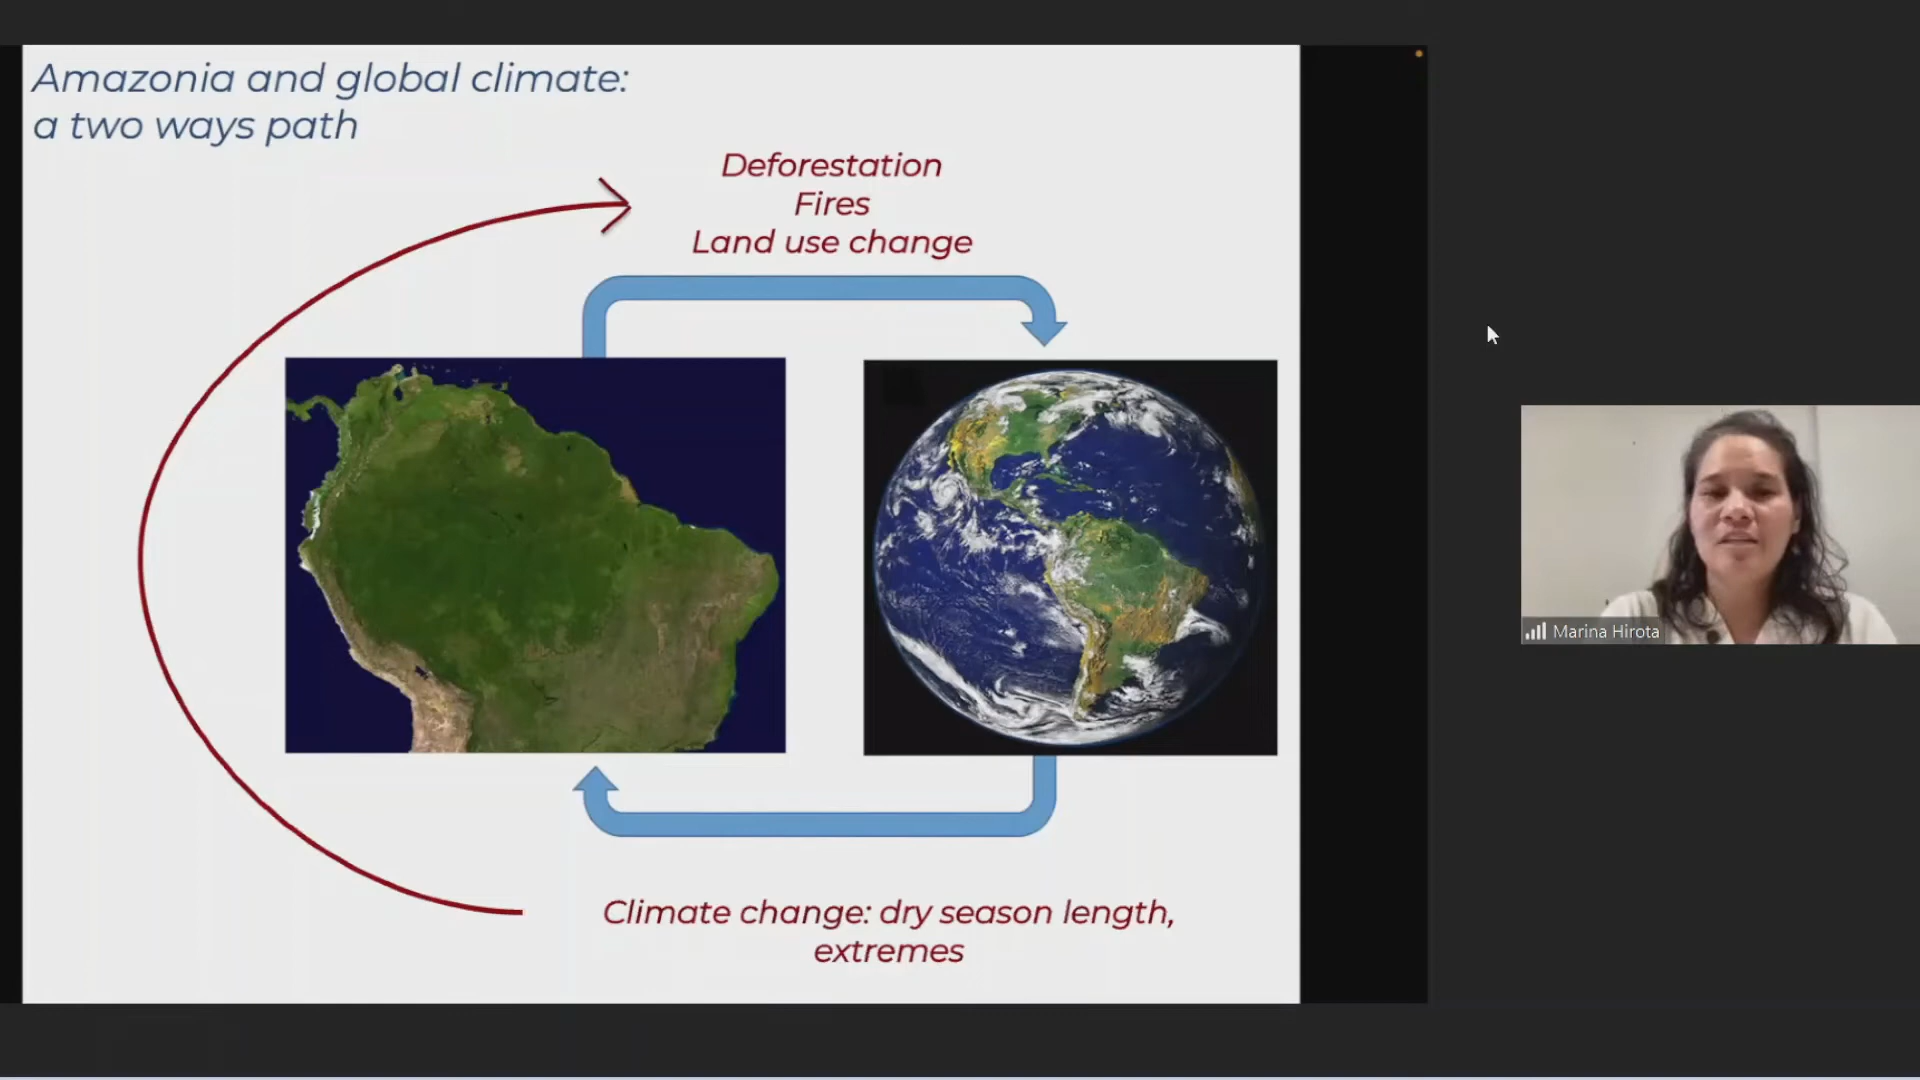 Amazonia and global climate:
a two ways path
Deforestation
Fires
Land use change
Climate change: dry season length,
extremes
Marina Hirota